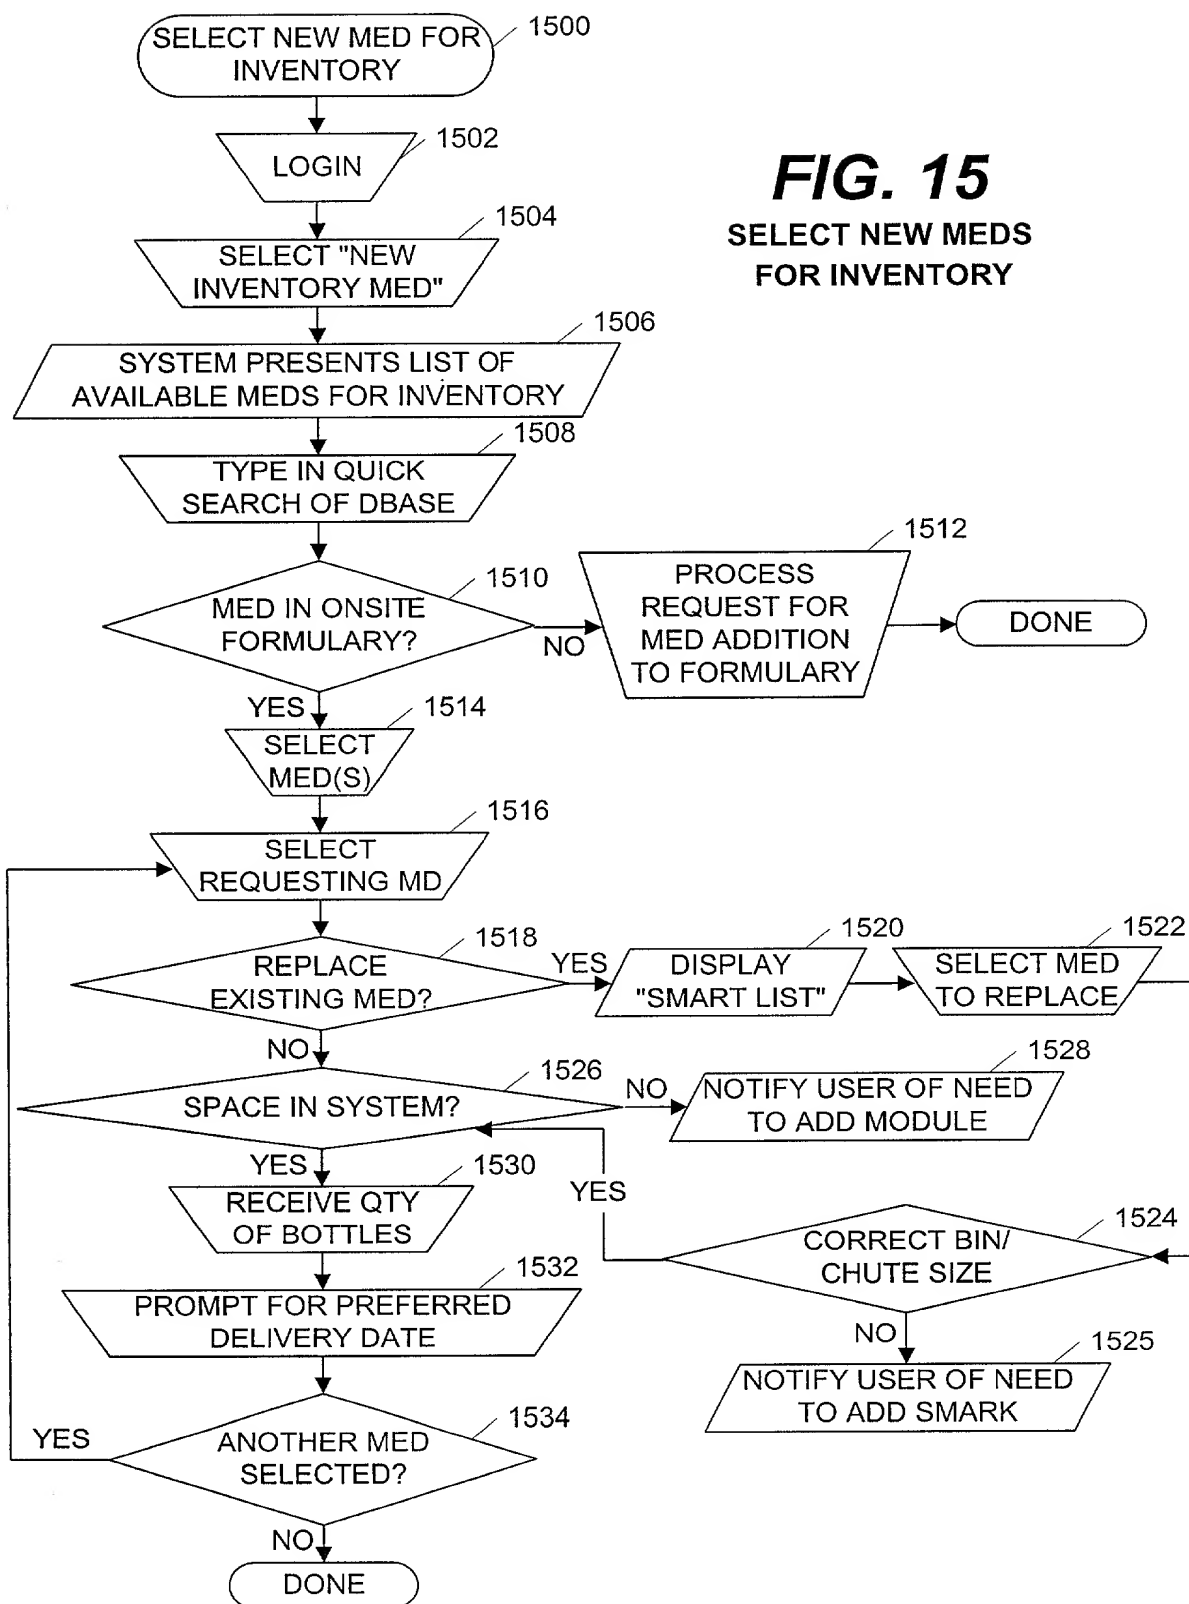 SELECT NEW MED FOR
INVENTORY
1500
LOGIN
1502
FIG. 15
SELECT NEW MEDS
FOR INVENTORY
1504
SELECT "NEW
INVENTORY MED"
1506
SYSTEM PRESENTS LIST OF
AVAILABLE MEDS FOR INVENTORY
1508
TYPE IN QUICK
SEARCH OF DBASE
1510
MED IN ONSITE
FORMULARY?
NO
1512
PROCESS
REQUEST FOR
MED ADDITION
TO FORMULARY
DONE
YES
1514
SELECT
MED(S)
1516
SELECT
REQUESTING MD
1518
REPLACE
EXISTING MED?
YES
1520
DISPLAY
"SMART LIST"
1522
SELECT MED
TO REPLACE
NO
1526
SPACE IN SYSTEM?
NO
1528
NOTIFY USER OF NEED
TO ADD MODULE
YES
1530
RECEIVE QTY
OF BOTTLES
YES
1524
CORRECT BIN/
CHUTE SIZE
1532
PROMPT FOR PREFERRED
DELIVERY DATE
NO
1525
NOTIFY USER OF NEED
TO ADD SMARK
1534
ANOTHER MED
SELECTED?
YES
NO
DONE